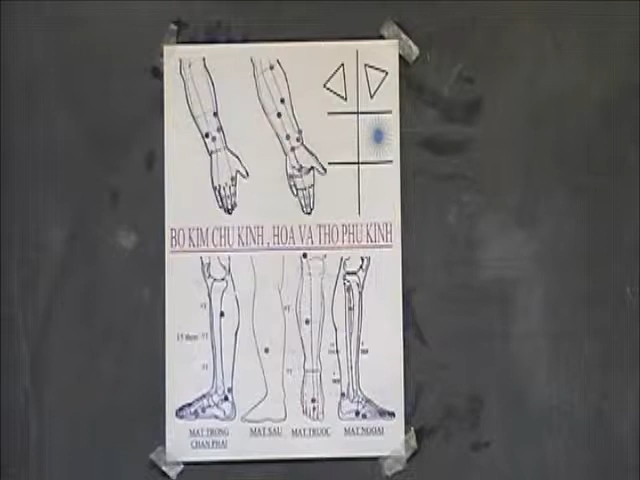 BO KIM CHU KINH , HOA VA THO PHU KINH
MAT TRONG
CHAN PHAI
MAT SAU
MAT TRUOC
MAT NGOAI